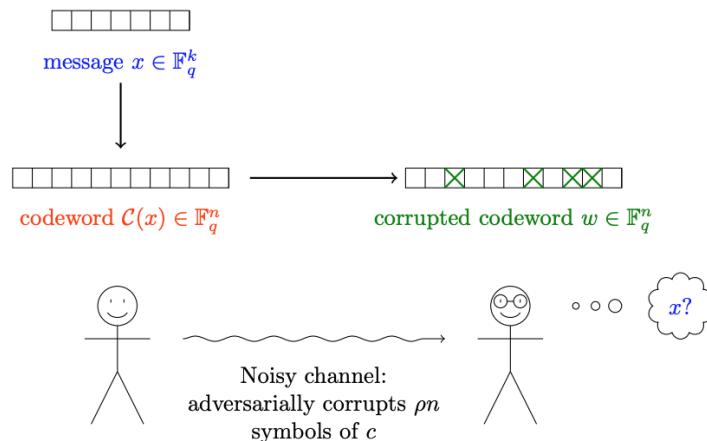 message x ∈ 𝔽_q^k
codeword 𝒞(x) ∈ 𝔽_q^n
corrupted codeword w ∈ 𝔽_q^n
x?
Noisy channel:
adversarially corrupts ρn
symbols of c